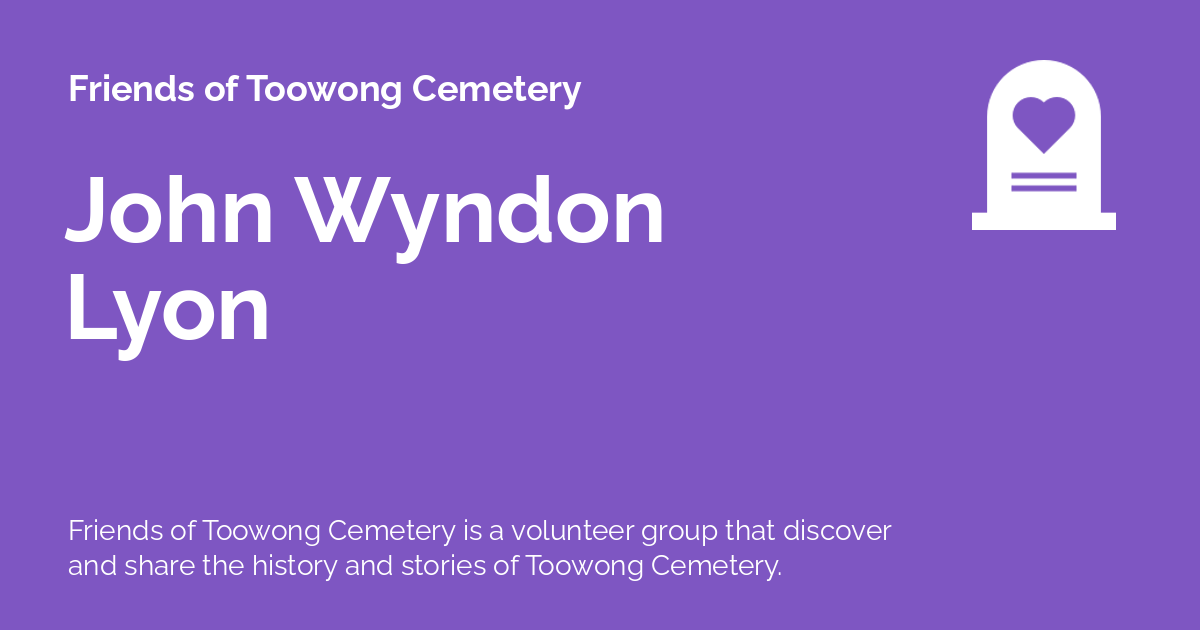 Friends of Toowong Cemetery
John Wyndon
Lyon
Friends of Toowong Cemetery is a volunteer group that discover
and share the history and stories of Toowong Cemetery.